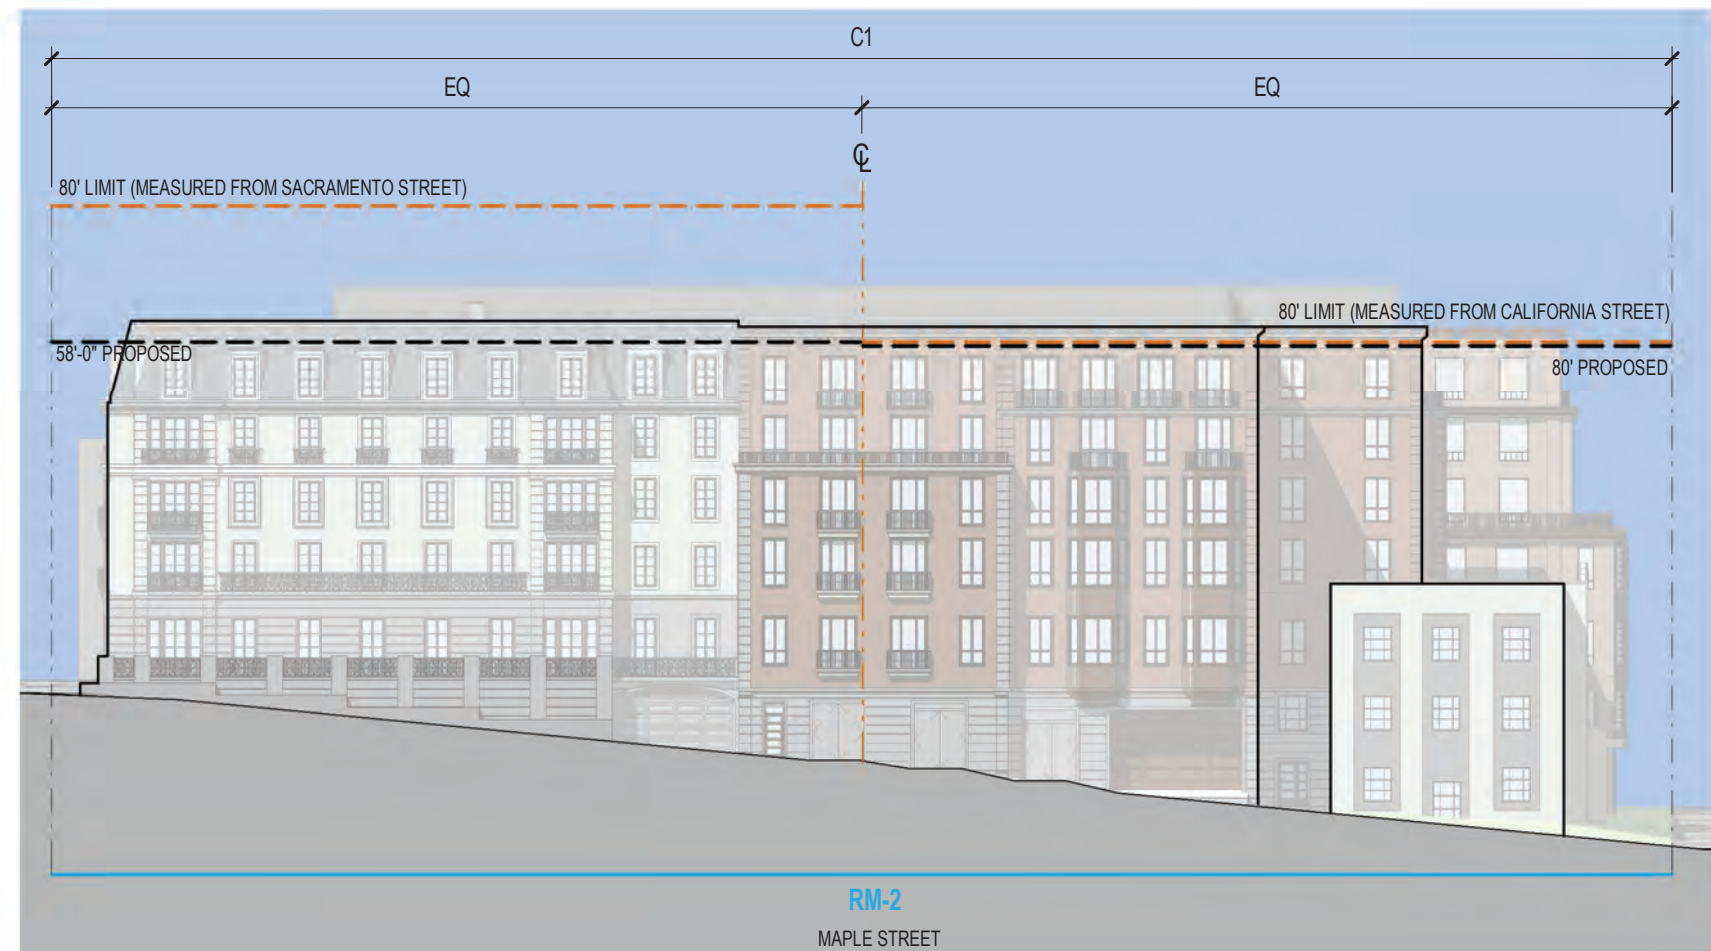 C1
EQ
EQ
℄
80' LIMIT (MEASURED FROM SACRAMENTO STREET)
80' LIMIT (MEASURED FROM CALIFORNIA STREET)
58'-0" PROPOSED
80' PROPOSED
RM-2
MAPLE STREET